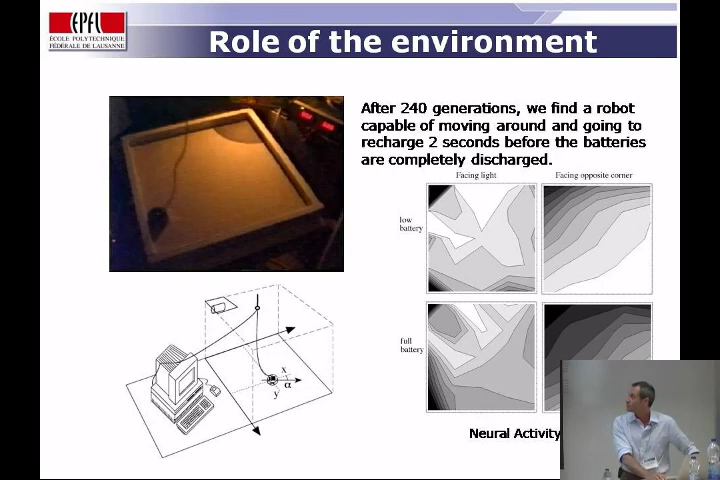 EPFL
ÉCOLE POLYTECHNIQUE
FÉDÉRALE DE LAUSANNE
Role of the environment
After 240 generations, we find a robot
capable of moving around and going to
recharge 2 seconds before the batteries
are completely discharged.
Facing light
Facing opposite corner
low
battery
full
battery
x
α
y
Neural Activity